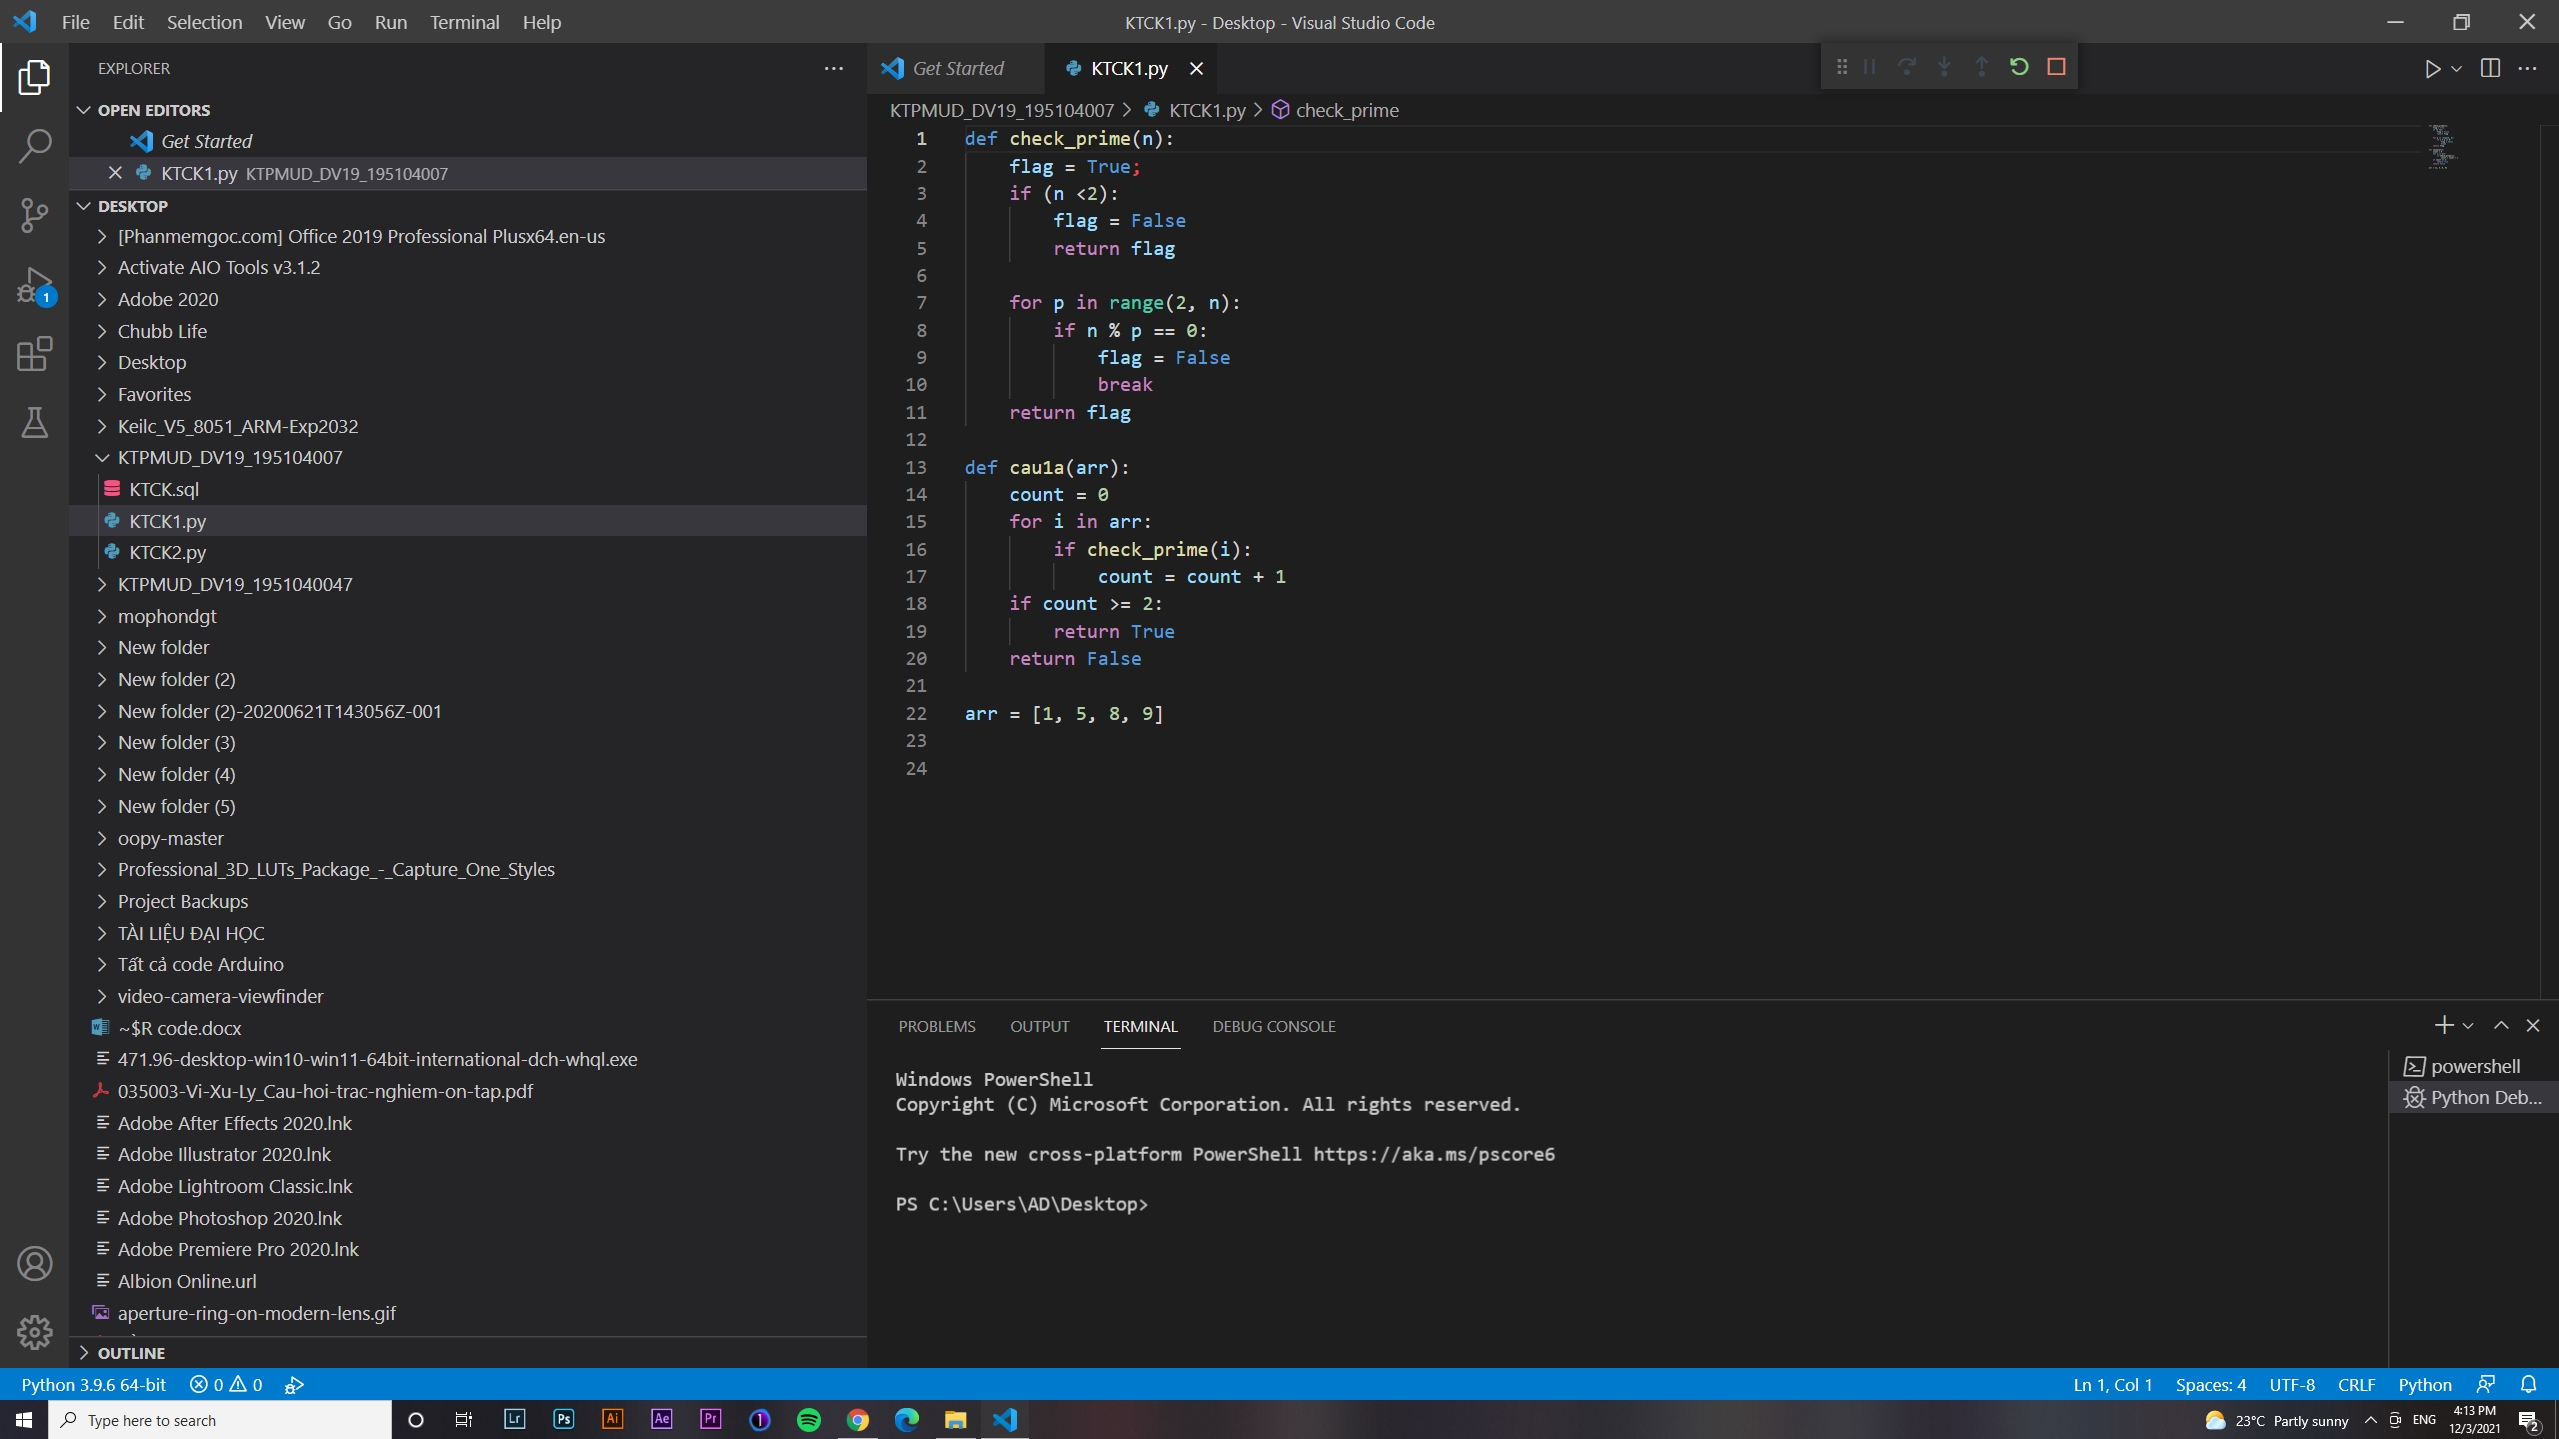 File Edit Selection View Go Run Terminal Help
KTCK1.py - Desktop - Visual Studio Code
EXPLORER
OPEN EDITORS
Get Started
KTCK1.py KTPMUD_DV19_195104007
DESKTOP
[Phanmemgoc.com] Office 2019 Professional Plusx64.en-us
Activate AIO Tools v3.1.2
Adobe 2020
Chubb Life
Desktop
Favorites
Keilc_V5_8051_ARM-Exp2032
KTPMUD_DV19_195104007
KTCK.sql
KTCK1.py
KTCK2.py
KTPMUD_DV19_1951040047
mophondgt
New folder
New folder (2)
New folder (2)-20200621T143056Z-001
New folder (3)
New folder (4)
New folder (5)
oopy-master
Professional_3D_LUTs_Package_-_Capture_One_Styles
Project Backups
TÀI LIỆU ĐẠI HỌC
Tất cả code Arduino
video-camera-viewfinder
~$R code.docx
471.96-desktop-win10-win11-64bit-international-dch-whql.exe
035003-Vi-Xu-Ly_Cau-hoi-trac-nghiem-on-tap.pdf
Adobe After Effects 2020.lnk
Adobe Illustrator 2020.lnk
Adobe Lightroom Classic.lnk
Adobe Photoshop 2020.lnk
Adobe Premiere Pro 2020.lnk
Albion Online.url
aperture-ring-on-modern-lens.gif
OUTLINE
1
Get Started
KTCK1.py
KTPMUD_DV19_195104007 > KTCK1.py > check_prime
1 def check_prime(n):
2 flag = True;
3 if (n <2):
4 flag = False
5 return flag
6
7 for p in range(2, n):
8 if n % p == 0:
9 flag = False
10 break
11 return flag
12
13 def cau1a(arr):
14 count = 0
15 for i in arr:
16 if check_prime(i):
17 count = count + 1
18 if count >= 2:
19 return True
20 return False
21
22 arr = [1, 5, 8, 9]
23
24
PROBLEMS OUTPUT TERMINAL DEBUG CONSOLE
Windows PowerShell
Copyright (C) Microsoft Corporation. All rights reserved.
Try the new cross-platform PowerShell https://aka.ms/pscore6
PS C:\Users\AD\Desktop>
powershell
Python Deb...
Python 3.9.6 64-bit 0 0
Ln 1, Col 1 Spaces: 4 UTF-8 CRLF Python
Type here to search
Lr Ps Ai Ae Pr
23°C Partly sunny ENG
4:13 PM
12/3/2021
2